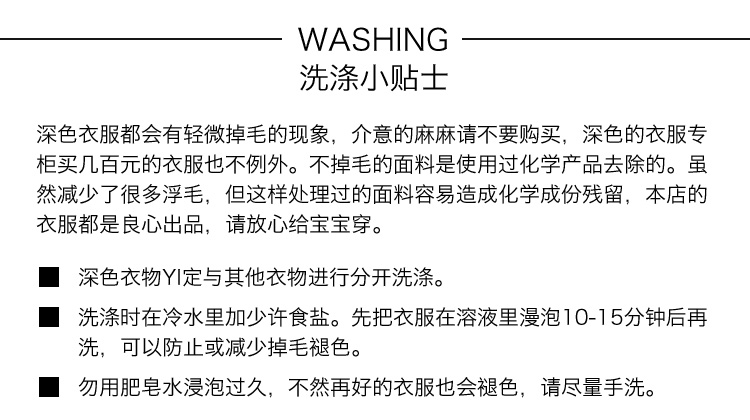 WASHING
洗涤小贴士
深色衣服都会有轻微掉毛的现象，介意的麻麻请不要购买，深色的衣服专
柜买几百元的衣服也不例外。不掉毛的面料是使用过化学产品去除的。虽
然减少了很多浮毛，但这样处理过的面料容易造成化学成份残留，本店的
衣服都是良心出品，请放心给宝宝穿。
深色衣物YI定与其他衣物进行分开洗涤。
洗涤时在冷水里加少许食盐。先把衣服在溶液里漫泡10-15分钟后再
洗，可以防止或减少掉毛褪色。
勿用肥皂水浸泡过久，不然再好的衣服也会褪色，请尽量手洗。